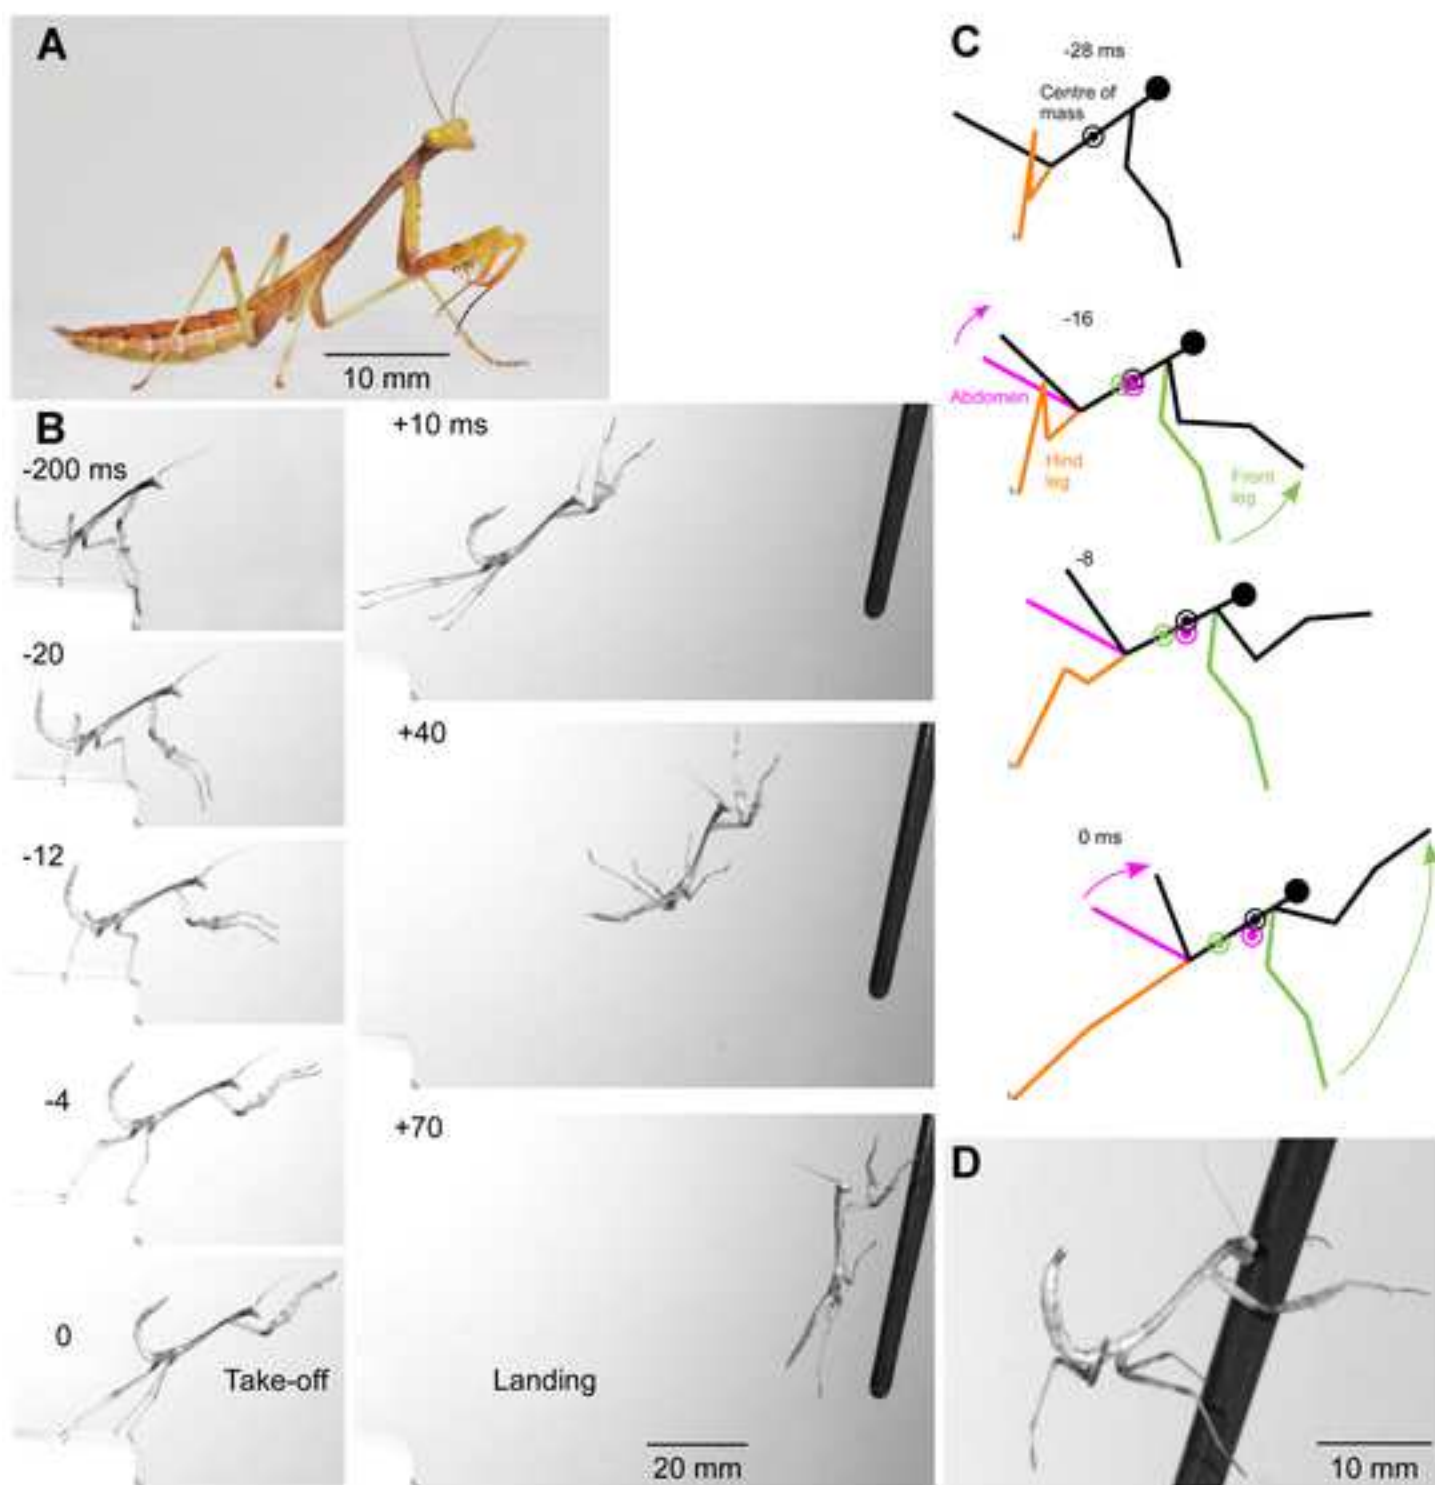 A
10 mm
B
-200 ms
-20
-12
-4
0
Take-off
+10 ms
+40
+70
Landing
20 mm
C
-28 ms
Centre of
mass
-16
Abdomen
Hind
leg
Front
leg
-8
0 ms
D
10 mm